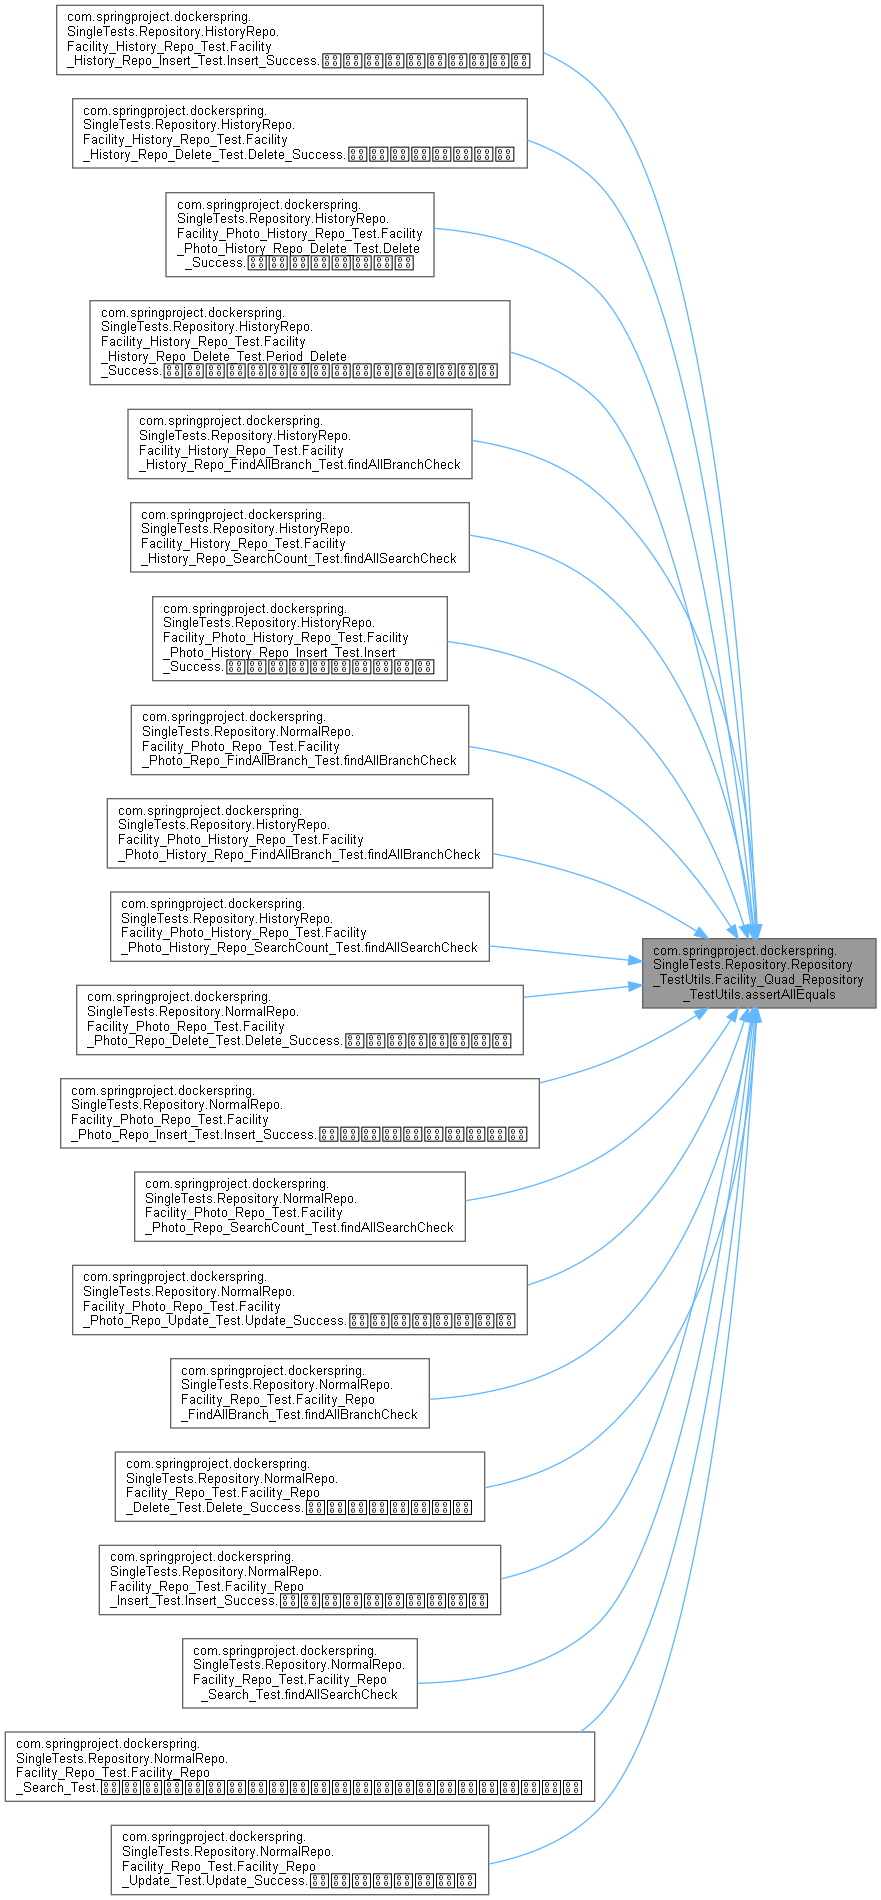 com.springproject.dockerspring.
SingleTests.Repository.HistoryRepo.
Facility_History_Repo_Test.Facility
_History_Repo_Insert_Test.Insert_Success.
com.springproject.dockerspring.
SingleTests.Repository.HistoryRepo.
Facility_History_Repo_Test.Facility
_History_Repo_Delete_Test.Delete_Success.
com.springproject.dockerspring.
SingleTests.Repository.HistoryRepo.
Facility_Photo_History_Repo_Test.Facility
_Photo_History_Repo_Delete_Test.Delete
_Success.
com.springproject.dockerspring.
SingleTests.Repository.HistoryRepo.
Facility_History_Repo_Test.Facility
_History_Repo_Delete_Test.Period_Delete
_Success.
com.springproject.dockerspring.
SingleTests.Repository.HistoryRepo.
Facility_History_Repo_Test.Facility
_History_Repo_FindAllBranch_Test.findAllBranchCheck
com.springproject.dockerspring.
SingleTests.Repository.HistoryRepo.
Facility_History_Repo_Test.Facility
_History_Repo_SearchCount_Test.findAllSearchCheck
com.springproject.dockerspring.
SingleTests.Repository.HistoryRepo.
Facility_Photo_History_Repo_Test.Facility
_Photo_History_Repo_Insert_Test.Insert
_Success.
com.springproject.dockerspring.
SingleTests.Repository.NormalRepo.
Facility_Photo_Repo_Test.Facility
_Photo_Repo_FindAllBranch_Test.findAllBranchCheck
com.springproject.dockerspring.
SingleTests.Repository.HistoryRepo.
Facility_Photo_History_Repo_Test.Facility
_Photo_History_Repo_FindAllBranch_Test.findAllBranchCheck
com.springproject.dockerspring.
SingleTests.Repository.HistoryRepo.
Facility_Photo_History_Repo_Test.Facility
_Photo_History_Repo_SearchCount_Test.findAllSearchCheck
com.springproject.dockerspring.
SingleTests.Repository.Repository
_TestUtils.Facility_Quad_Repository
_TestUtils.assertAllEquals
com.springproject.dockerspring.
SingleTests.Repository.NormalRepo.
Facility_Photo_Repo_Test.Facility
_Photo_Repo_Delete_Test.Delete_Success.
com.springproject.dockerspring.
SingleTests.Repository.NormalRepo.
Facility_Photo_Repo_Test.Facility
_Photo_Repo_Insert_Test.Insert_Success.
com.springproject.dockerspring.
SingleTests.Repository.NormalRepo.
Facility_Photo_Repo_Test.Facility
_Photo_Repo_SearchCount_Test.findAllSearchCheck
com.springproject.dockerspring.
SingleTests.Repository.NormalRepo.
Facility_Photo_Repo_Test.Facility
_Photo_Repo_Update_Test.Update_Success.
com.springproject.dockerspring.
SingleTests.Repository.NormalRepo.
Facility_Repo_Test.Facility_Repo
_FindAllBranch_Test.findAllBranchCheck
com.springproject.dockerspring.
SingleTests.Repository.NormalRepo.
Facility_Repo_Test.Facility_Repo
_Delete_Test.Delete_Success.
com.springproject.dockerspring.
SingleTests.Repository.NormalRepo.
Facility_Repo_Test.Facility_Repo
_Insert_Test.Insert_Success.
com.springproject.dockerspring.
SingleTests.Repository.NormalRepo.
Facility_Repo_Test.Facility_Repo
_Search_Test.findAllSearchCheck
com.springproject.dockerspring.
SingleTests.Repository.NormalRepo.
Facility_Repo_Test.Facility_Repo
_Search_Test.
com.springproject.dockerspring.
SingleTests.Repository.NormalRepo.
Facility_Repo_Test.Facility_Repo
_Update_Test.Update_Success.